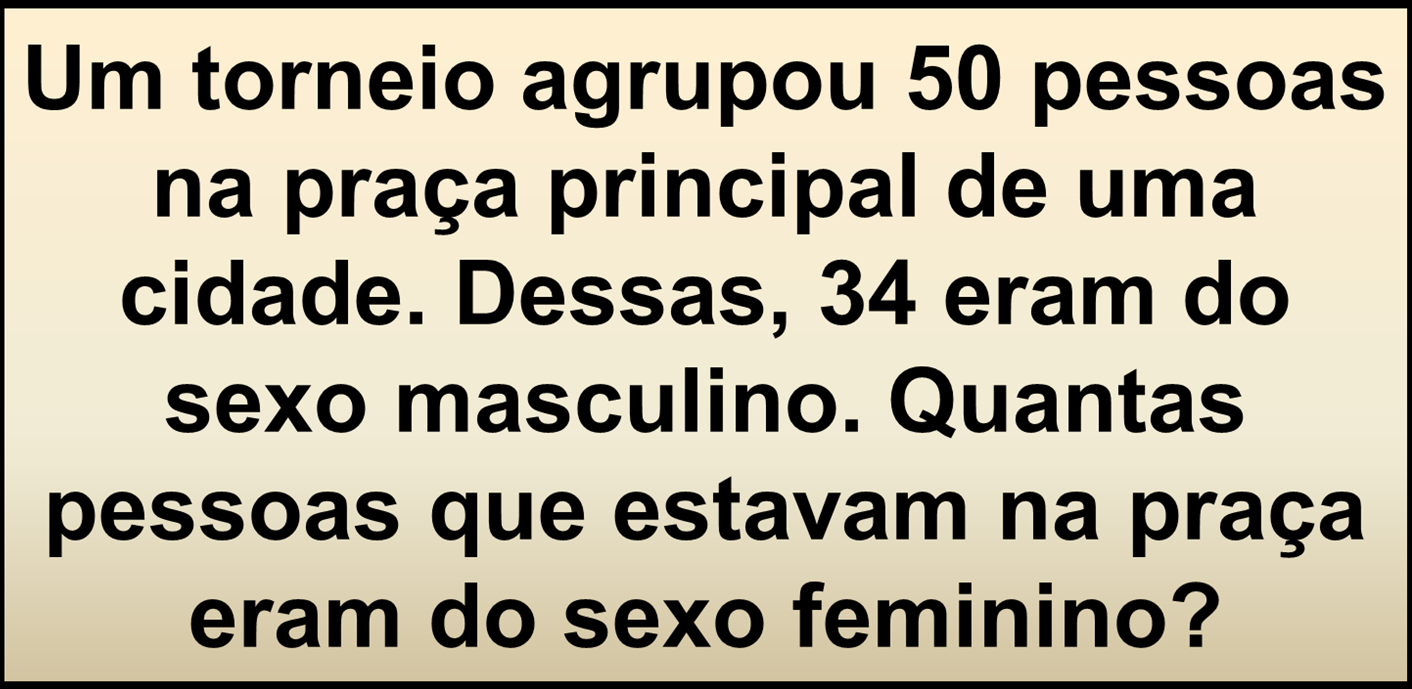 Um torneio agrupou 50 pessoas
na praça principal de uma
cidade. Dessas, 34 eram do
sexo masculino. Quantas
pessoas que estavam na praça
eram do sexo feminino?